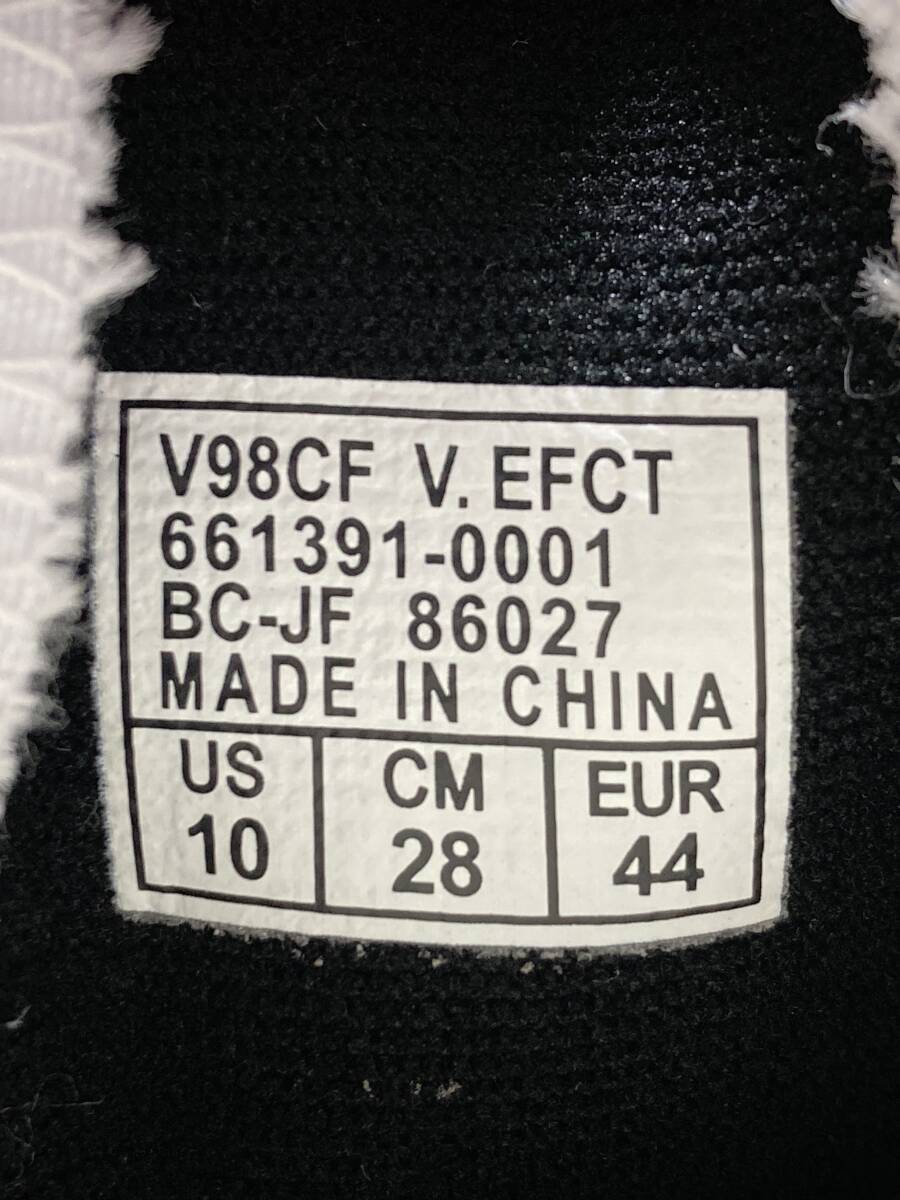 V98CF V.EFCT
661391-0001
BC-JF 86027
MADE IN CHINA
US CM EUR
10 28 44